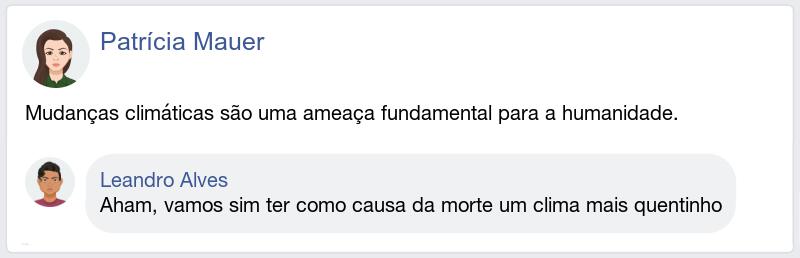 Patrícia Mauer
Mudanças climáticas são uma ameaça fundamental para a humanidade.
Leandro Alves
Aham, vamos sim ter como causa da morte um clima mais quentinho